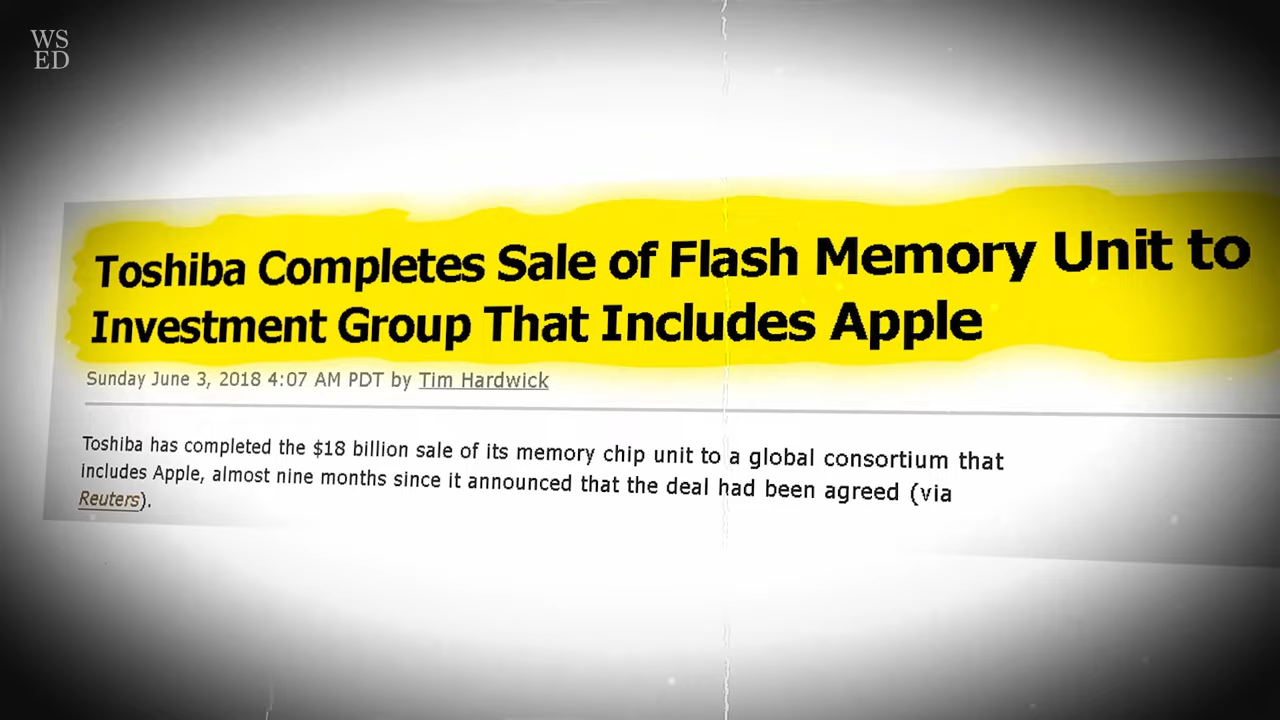 WS
ED
Toshiba Completes Sale of Flash Memory Unit to
Investment Group That Includes Apple
Sunday June 3, 2018 4:07 AM PDT by Tim Hardwick
Toshiba has completed the $18 billion sale of its memory chip unit to a global consortium that
includes Apple, almost nine months since it announced that the deal had been agreed (via
Reuters).